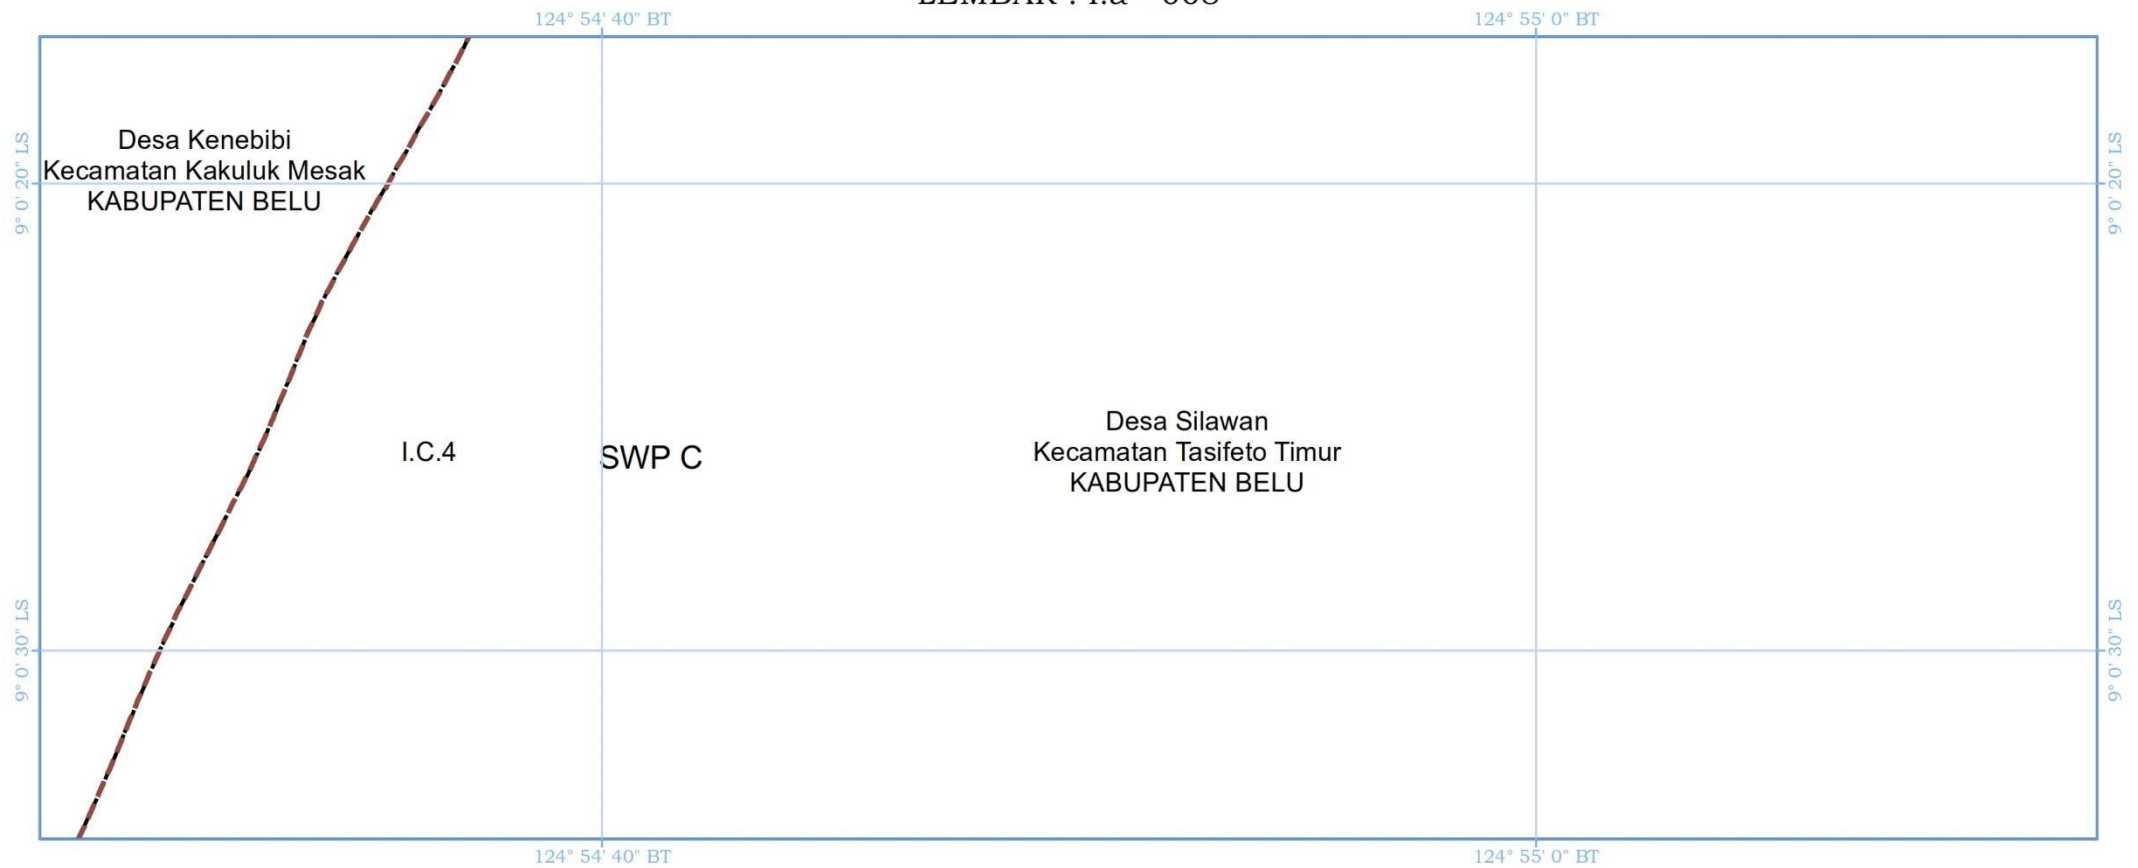 124° 54' 40" BT
124° 55' 0" BT
Desa Kenebibi
Kecamatan Kakuluk Mesak
KABUPATEN BELU
9° 0' 20" LS
9° 0' 20" LS
Desa Silawan
Kecamatan Tasifeto Timur
KABUPATEN BELU
I.C.4
SWP C
9° 0' 30" LS
9° 0' 30" LS
124° 54' 40" BT
124° 55' 0" BT